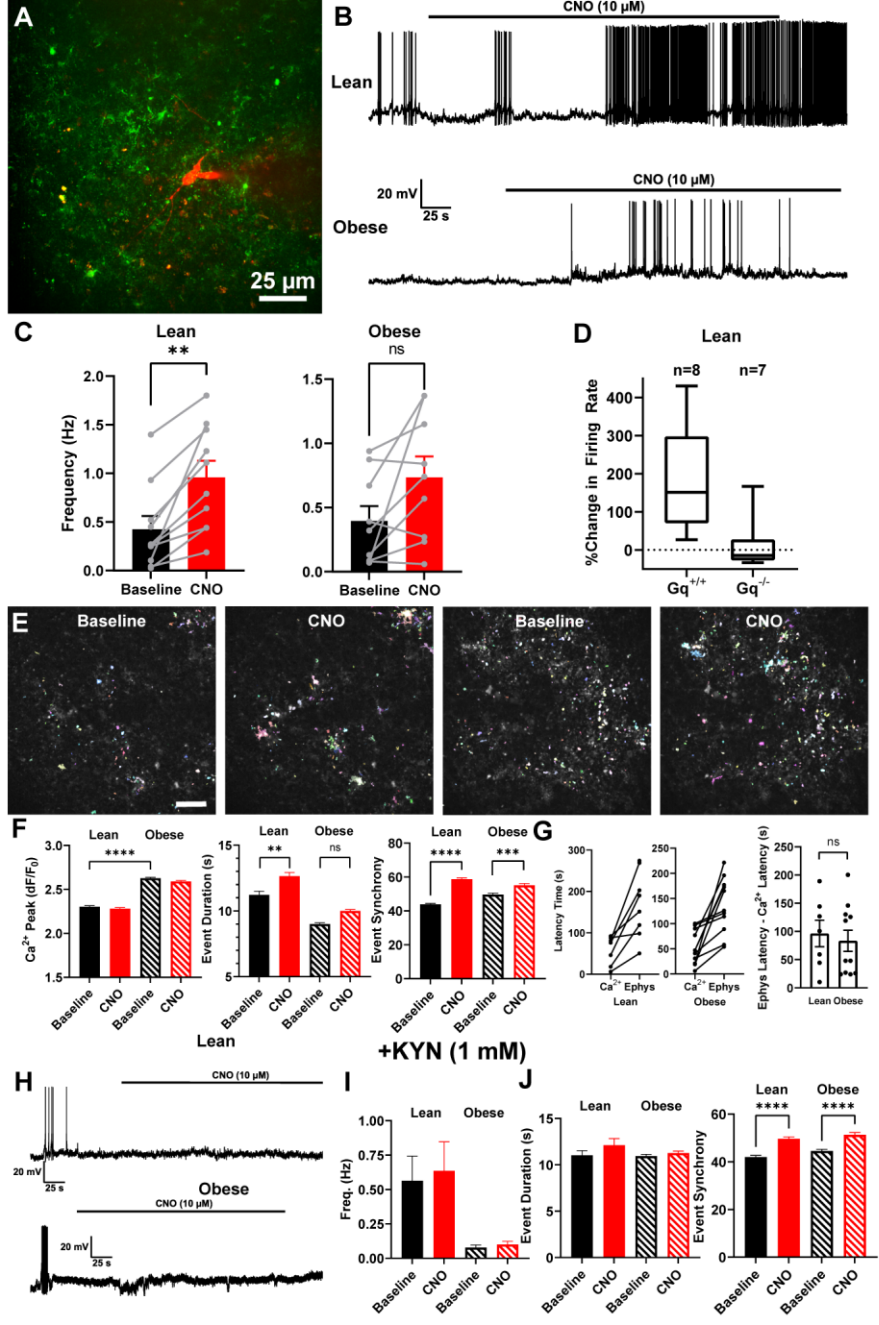 A
25 µm
B
CNO (10 µM)
Lean
20 mV
25 s
CNO (10 µM)
Obese
C
Lean
**
Frequency (Hz)
2.0
1.5
1.0
0.5
0.0
Baseline CNO
Obese
ns
1.5
1.0
0.5
0.0
Baseline CNO
D
Lean
n=8 n=7
%Change in Firing Rate
400
300
200
100
0
Gq+/+ Gq-/-
E
Baseline
CNO
Baseline
CNO
F
Lean Obese
****
Ca2+ Peak (dF/F0)
3.0
2.5
2.0
1.5
Baseline
CNO
Baseline
CNO
Lean Obese
** ns
Event Duration (s)
15
10
5
Baseline
CNO
Baseline
CNO
Lean Obese
**** ***
Event Synchrony
80
60
40
20
0
Baseline
CNO
Baseline
CNO
G
Latency Time (s)
300
200
100
0
Ca2+ Ephys
Lean
250
200
150
100
50
0
Ca2+ Ephys
Obese
ns
Ephys Latency - Ca2+ Latency (s)
250
200
150
100
50
0
Lean Obese
+KYN (1 mM)
H
Lean
CNO (10 µM)
20 mV
25 s
Obese
CNO (10 µM)
20 mV
25 s
I
Lean Obese
Freq. (Hz)
1.00
0.75
0.50
0.25
0.00
Baseline
CNO
Baseline
CNO
J
Lean Obese
Event Duration (s)
15
10
5
0
Baseline
CNO
Baseline
CNO
Lean Obese
**** ****
Event Synchrony
60
40
20
0
Baseline
CNO
Baseline
CNO